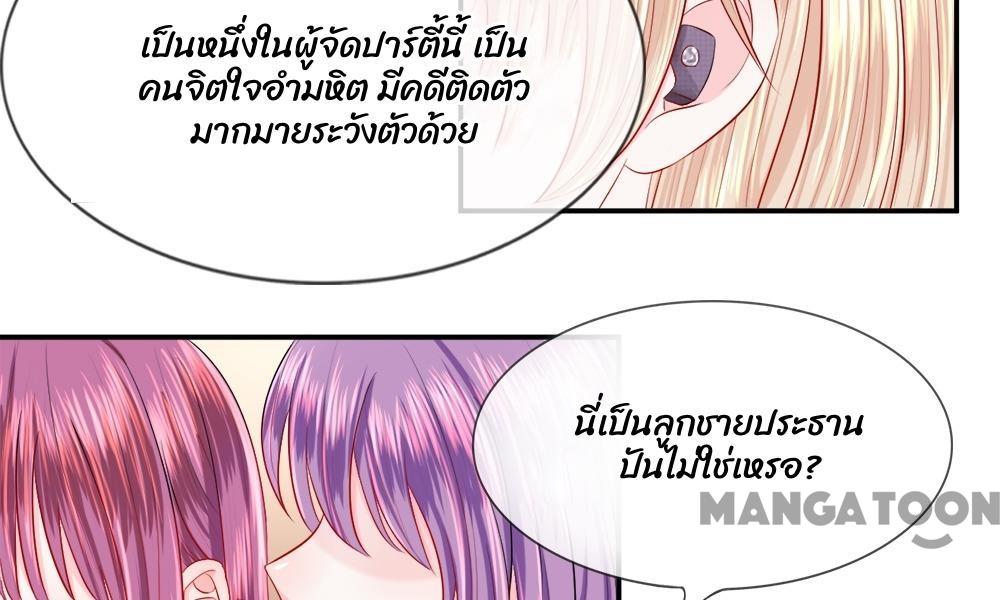 เป็นหนึ่งในผู้จัดปาร์ตี้นี้ เป็น
คนจิตใจอำมหิต มีคดีติดตัว
มากมายระวังตัวด้วย
นี่เป็นลูกชายประธาน
ปันไม่ใช่เหรอ?
MANGATOON